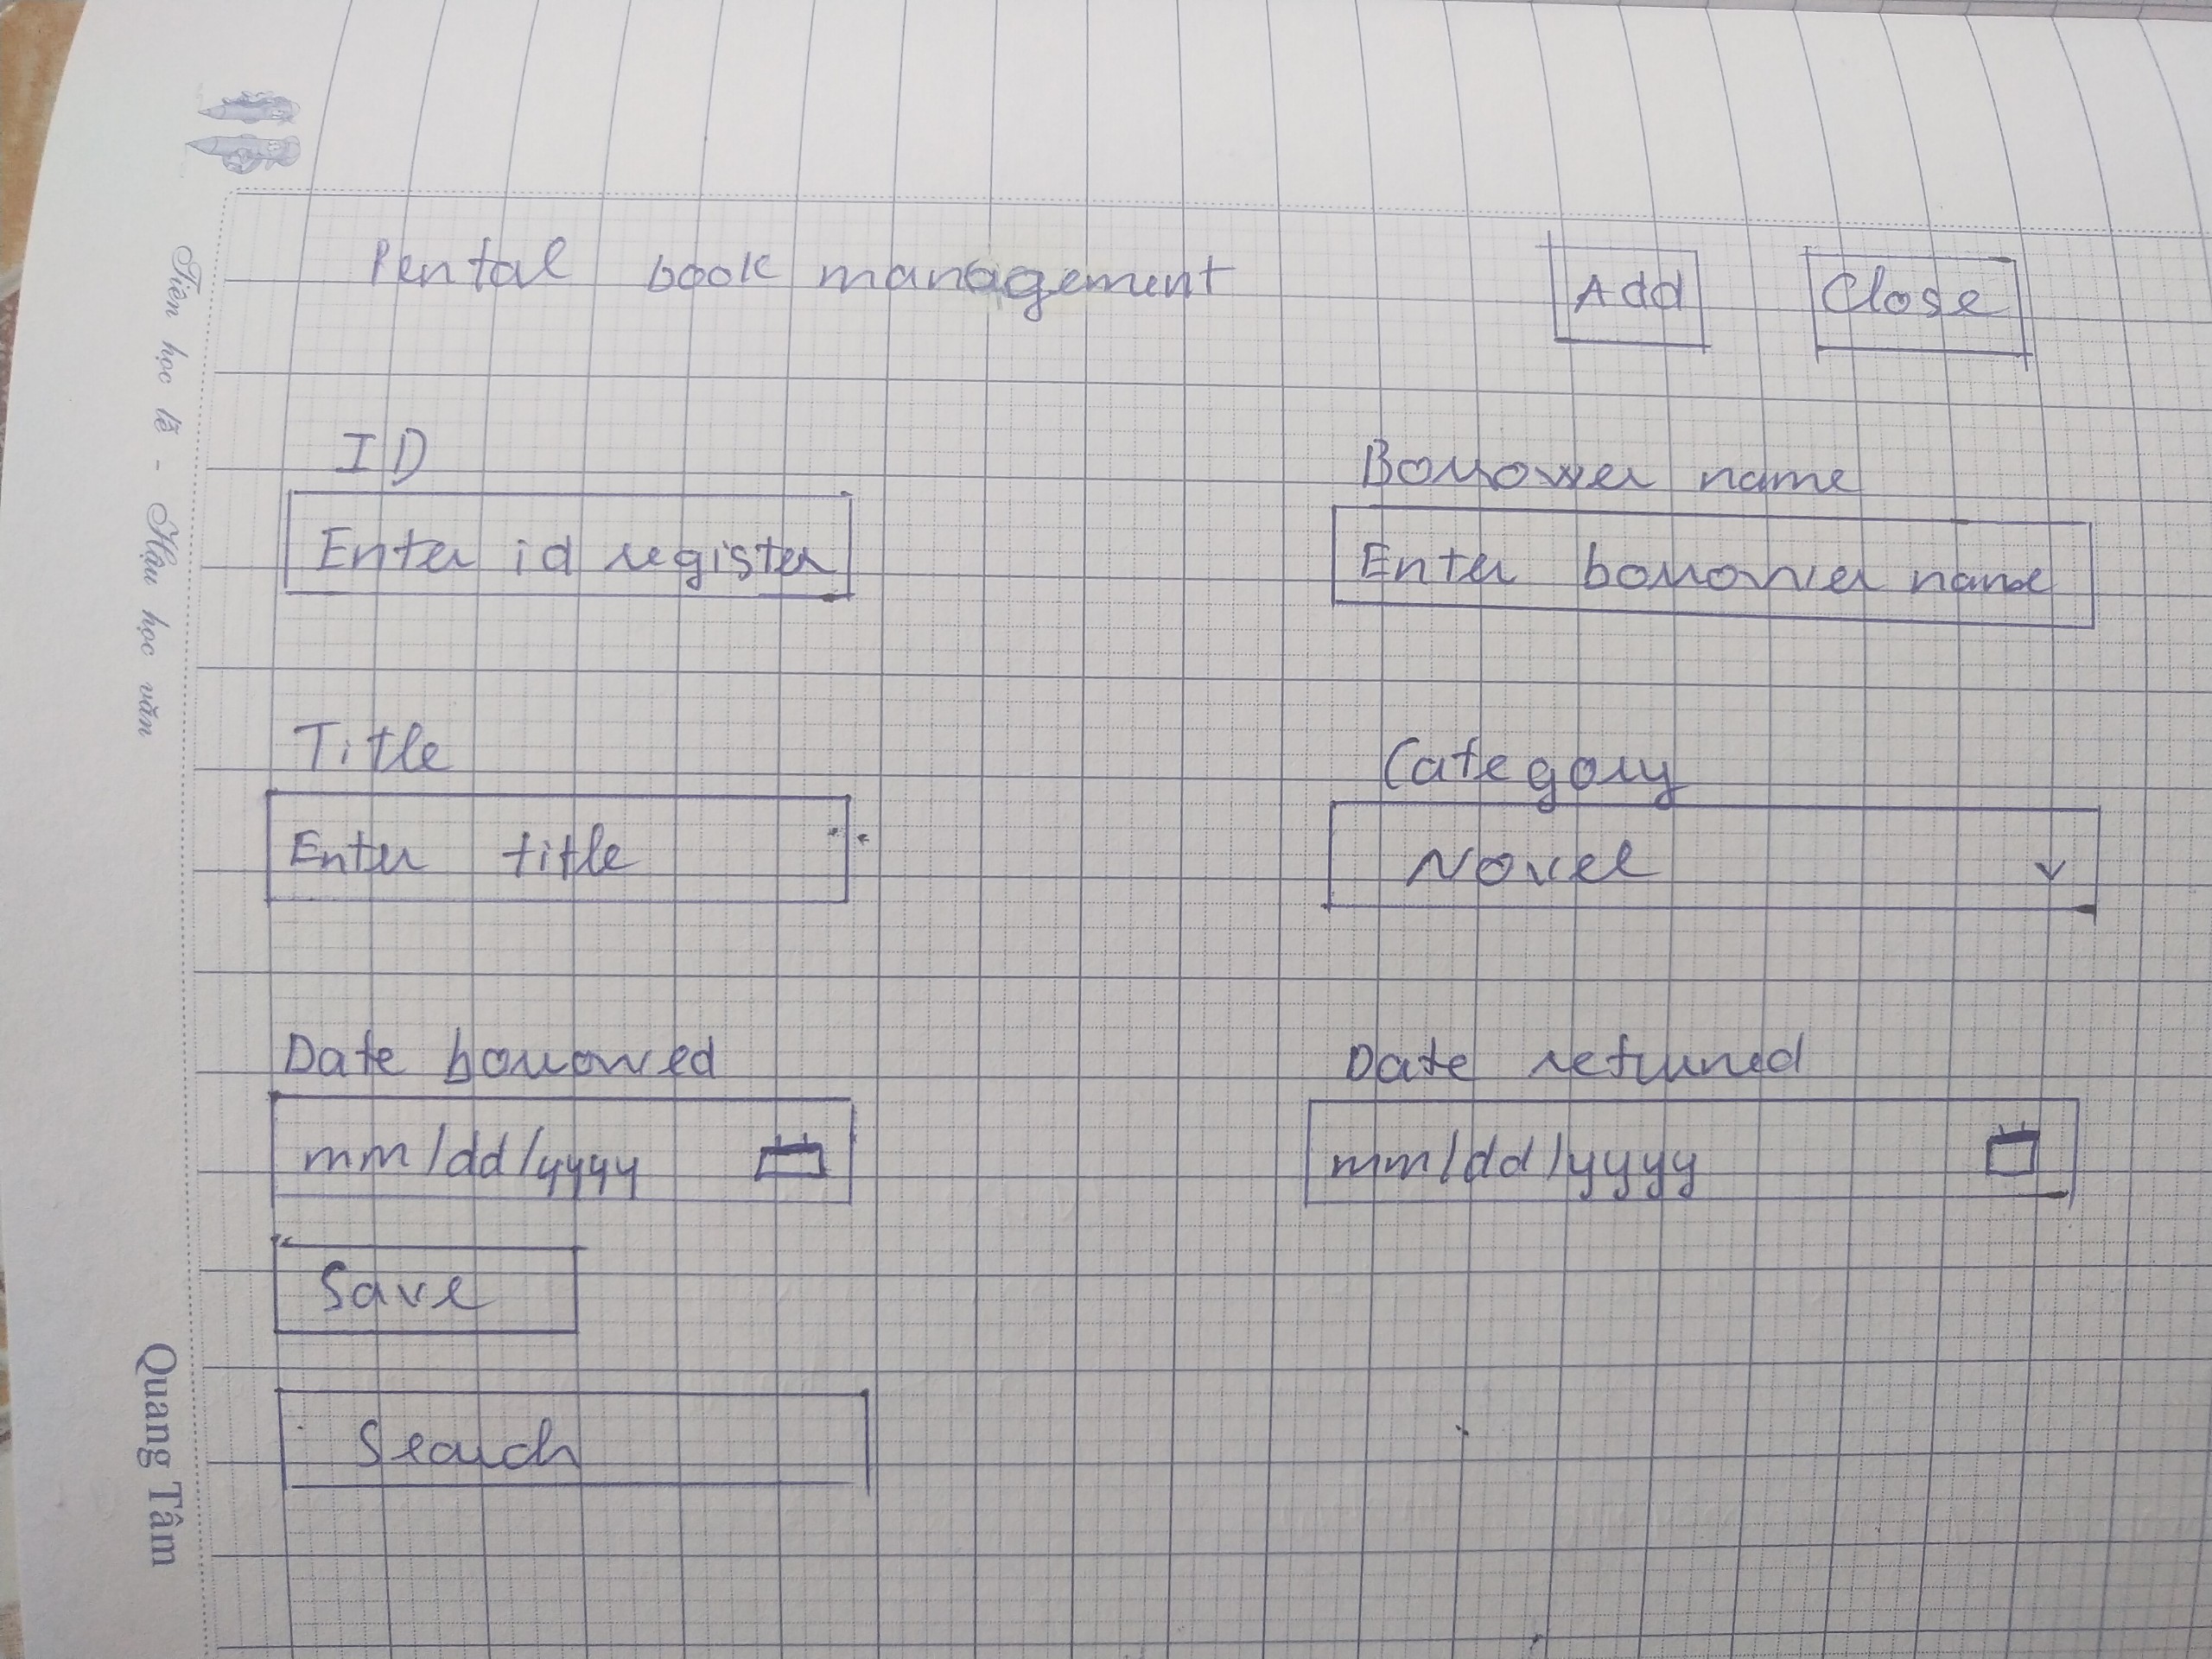 Rental book management Add Close
ID Borrower name
Enter id register Enter borrower name
Title Category
Enter title Novel
Date borrowed Date returned
mm/dd/yyyy mm/dd/yyyy
Save
Search
Tiên học lễ - Hậu học văn
Quang Tâm